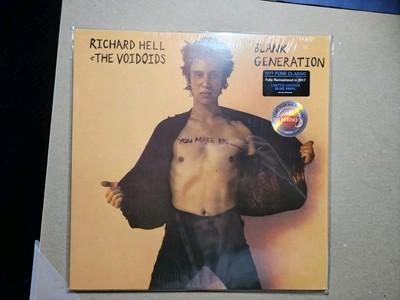 RICHARD HELL
& THE VOIDOIDS
BLANK
GENERATION
1977 PUNK CLASSIC
Fully Remastered in 2017
LIMITED EDITION
BLUE VINYL
YOU MAKE ME
RHINO